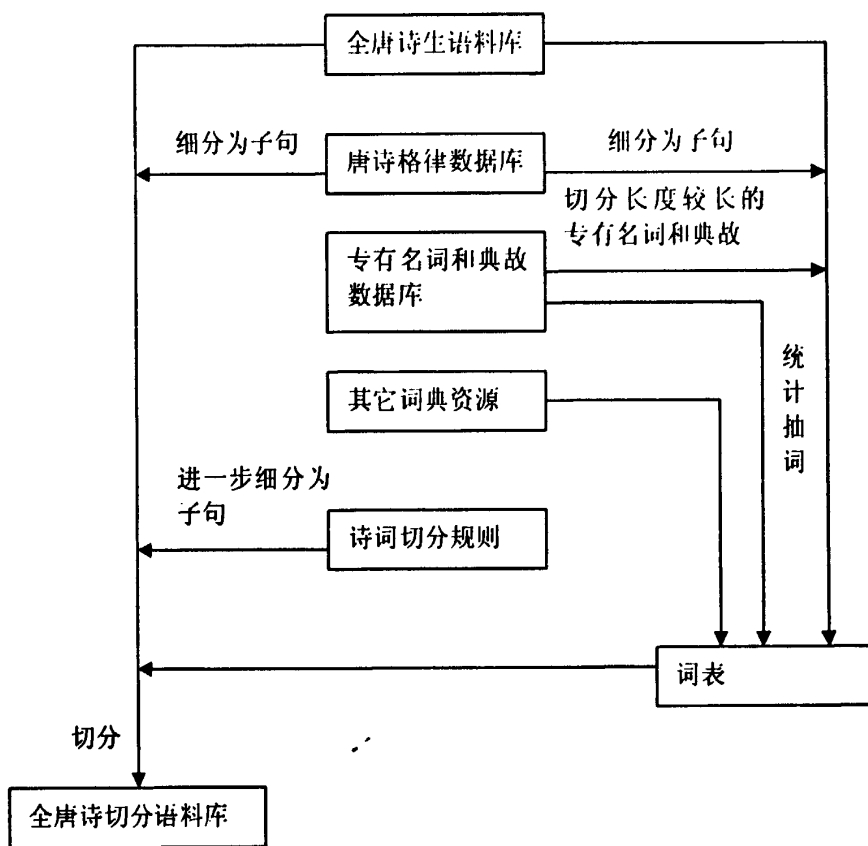 全唐诗生语料库
细分为子句
唐诗格律数据库
细分为子句
切分长度较长的
专有名词和典故
专有名词和典故
数据库
统计抽词
其它词典资源
进一步细分为
子句
诗词切分规则
词表
切分
全唐诗切分语料库